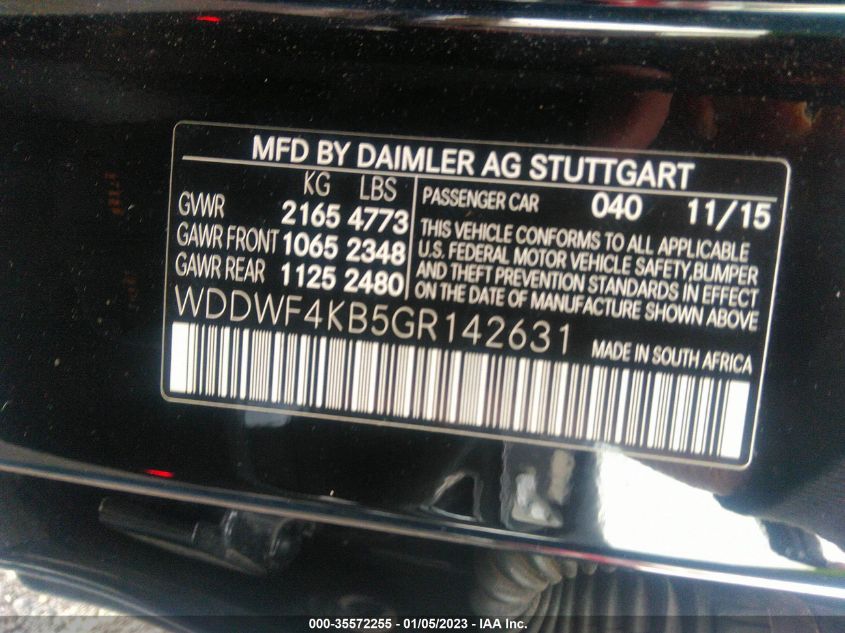 MFD BY DAIMLER AG STUTTGART
KG LBS
GVWR 2165 4773
GAWR FRONT 1065 2348
GAWR REAR 1125 2480
PASSENGER CAR 040 11/15
THIS VEHICLE CONFORMS TO ALL APPLICABLE
U.S. FEDERAL MOTOR VEHICLE SAFETY,BUMPER
AND THEFT PREVENTION STANDARDS IN EFFECT
ON THE DATE OF MANUFACTURE SHOWN ABOVE
WDDWF4KB5GR142631
MADE IN SOUTH AFRICA
000-35572255 - 01/05/2023 - IAA Inc.